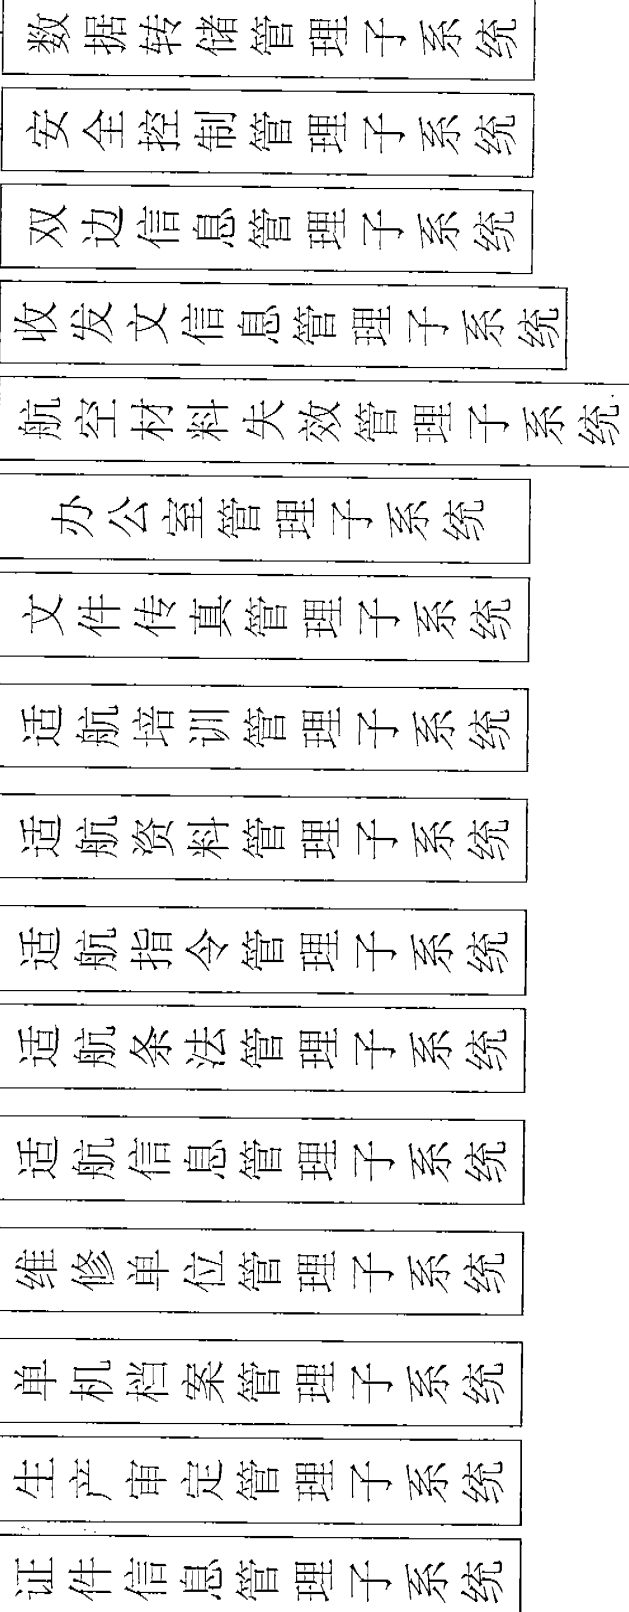 数据转储管理子系统
安全控制管理子系统
双边信息管理子系统
收发文信息管理子系统
航空材料失效管理子系统
办公室管理子系统
文件传真管理子系统
适航培训管理子系统
适航资料管理子系统
适航指令管理子系统
适航条法管理子系统
适航信息管理子系统
维修单位管理子系统
单机档案管理子系统
生产审定管理子系统
证件信息管理子系统